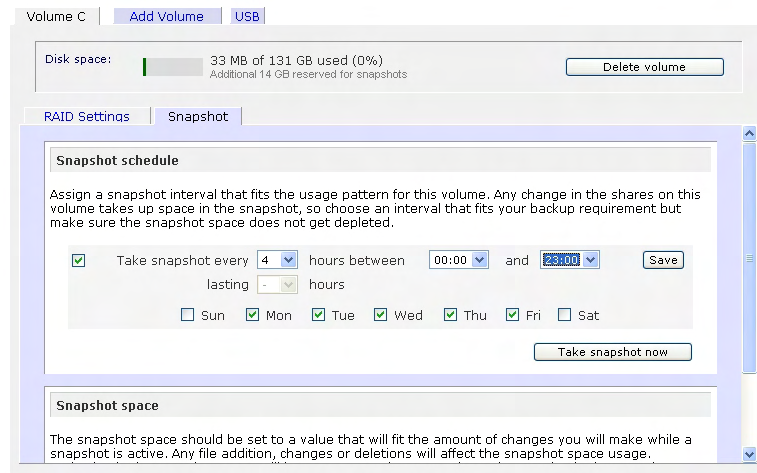 Volume C Add Volume USB
Disk space: 33 MB of 131 GB used (0%) Delete volume
Additional 14 GB reserved for snapshots
RAID Settings Snapshot
Snapshot schedule
Assign a snapshot interval that fits the usage pattern for this volume. Any change in the shares on this
volume takes up space in the snapshot, so choose an interval that fits your backup requirement but
make sure the snapshot space does not get depleted.
Take snapshot every 4 hours between 00:00 and 23:00 Save
lasting - hours
Sun Mon Tue Wed Thu Fri Sat
Take snapshot now
Snapshot space
The snapshot space should be set to a value that will fit the amount of changes you will make while a
snapshot is active. Any file addition, changes or deletions will affect the snapshot space usage.